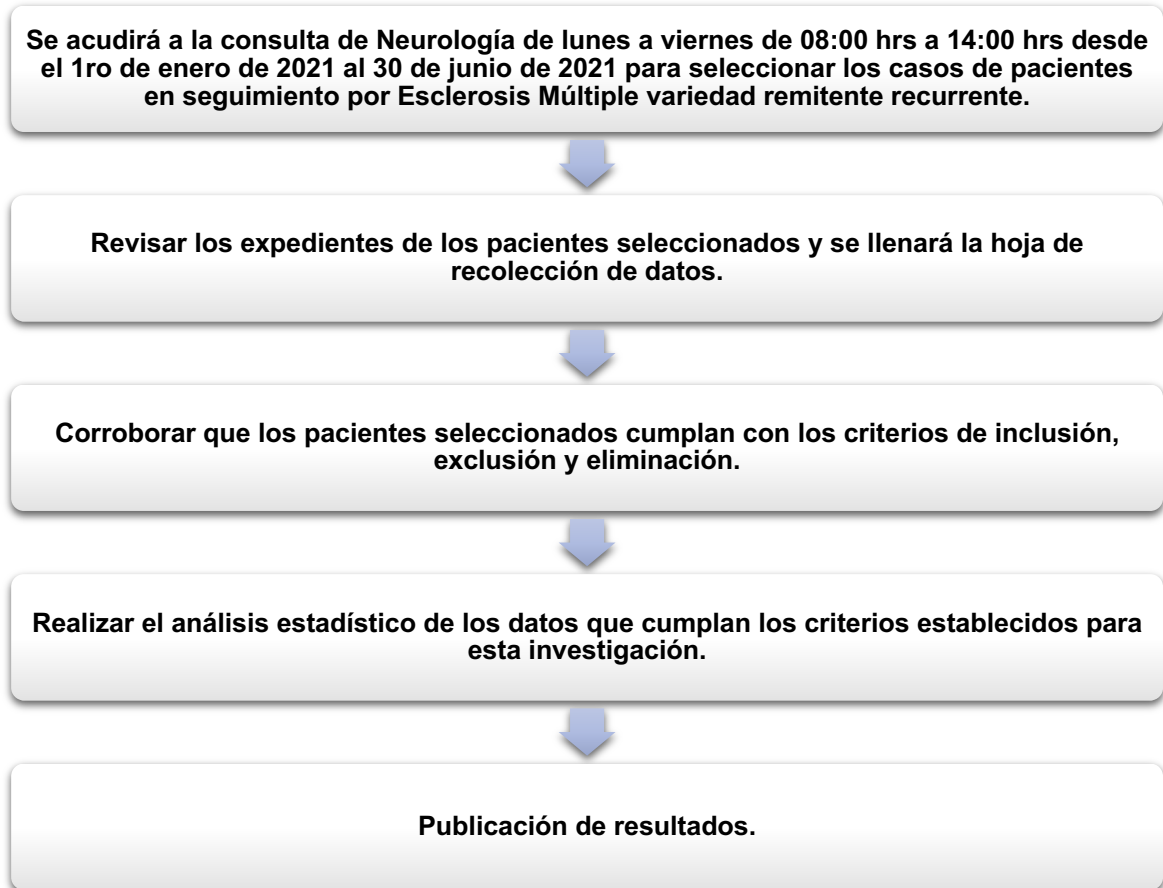 Se acudirá a la consulta de Neurología de lunes a viernes de 08:00 hrs a 14:00 hrs desde
el 1ro de enero de 2021 al 30 de junio de 2021 para seleccionar los casos de pacientes
en seguimiento por Esclerosis Múltiple variedad remitente recurrente.
Revisar los expedientes de los pacientes seleccionados y se llenará la hoja de
recolección de datos.
Corroborar que los pacientes seleccionados cumplan con los criterios de inclusión,
exclusión y eliminación.
Realizar el análisis estadístico de los datos que cumplan los criterios establecidos para
esta investigación.
Publicación de resultados.